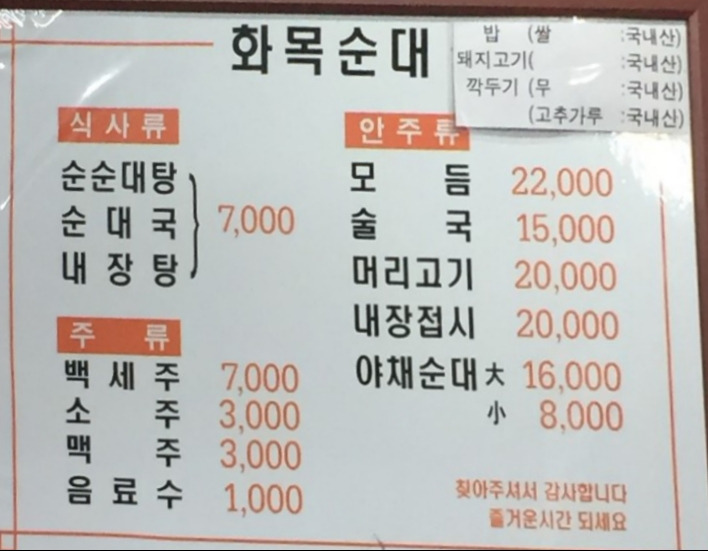 화목순대
밥 (쌀 :국내산)
돼지고기( :국내산)
깍두기 (무 :국내산)
(고추가루 :국내산)
식사류
순순대탕
순대국 7,000
내장탕
주 류
백세주 7,000
소 주 3,000
맥 주 3,000
음료수 1,000
안주류
모 듬 22,000
술 국 15,000
머리고기 20,000
내장접시 20,000
야채순대 大 16,000
小 8,000
찾아주셔서 감사합니다
즐거운시간 되세요